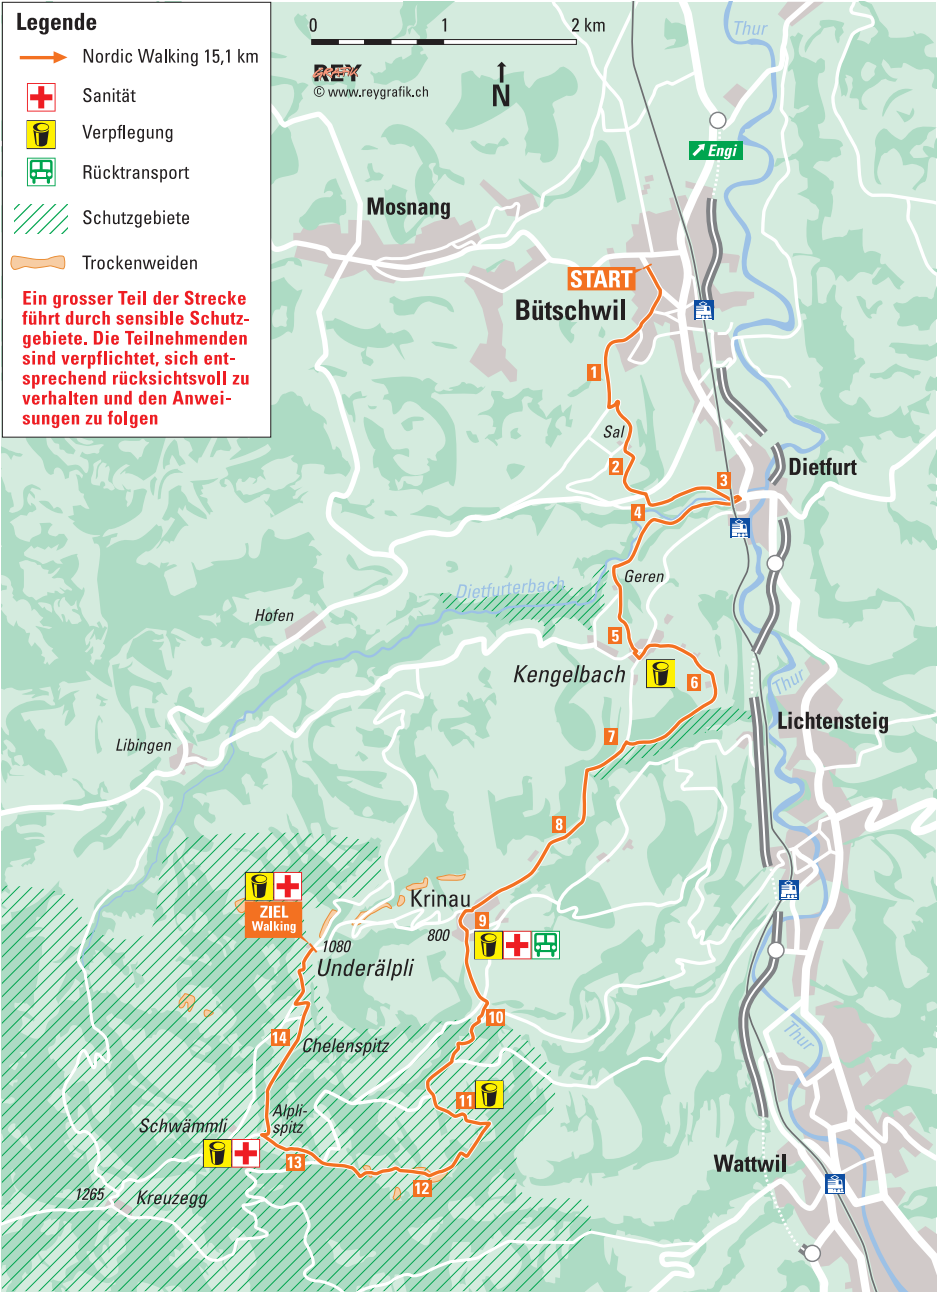 Legende
Nordic Walking 15,1 km
Sanität
Verpflegung
Rücktransport
Schutzgebiete
Trockenweiden
Ein grosser Teil der Strecke
führt durch sensible Schutz-
gebiete. Die Teilnehmenden
sind verpflichtet, sich ent-
sprechend rücksichtsvoll zu
verhalten und den Anwei-
sungen zu folgen
0 1 2 km
REY
GRAFIK
© www.reygrafik.ch
N
Thur
Engi
Mosnang
START
Bütschwil
1
Sal
2
Dietfurt
3
4
Geren
Dietfurterbach
Hofen
5
Kengelbach
6
Thur
Lichtensteig
7
Libingen
8
Krinau
9
800
ZIEL
Walking
1080
Underälpli
10
14
Chelenspitz
Thur
11
Alpli-
spitz
Schwämmli
13
12
Wattwil
1265
Kreuzegg